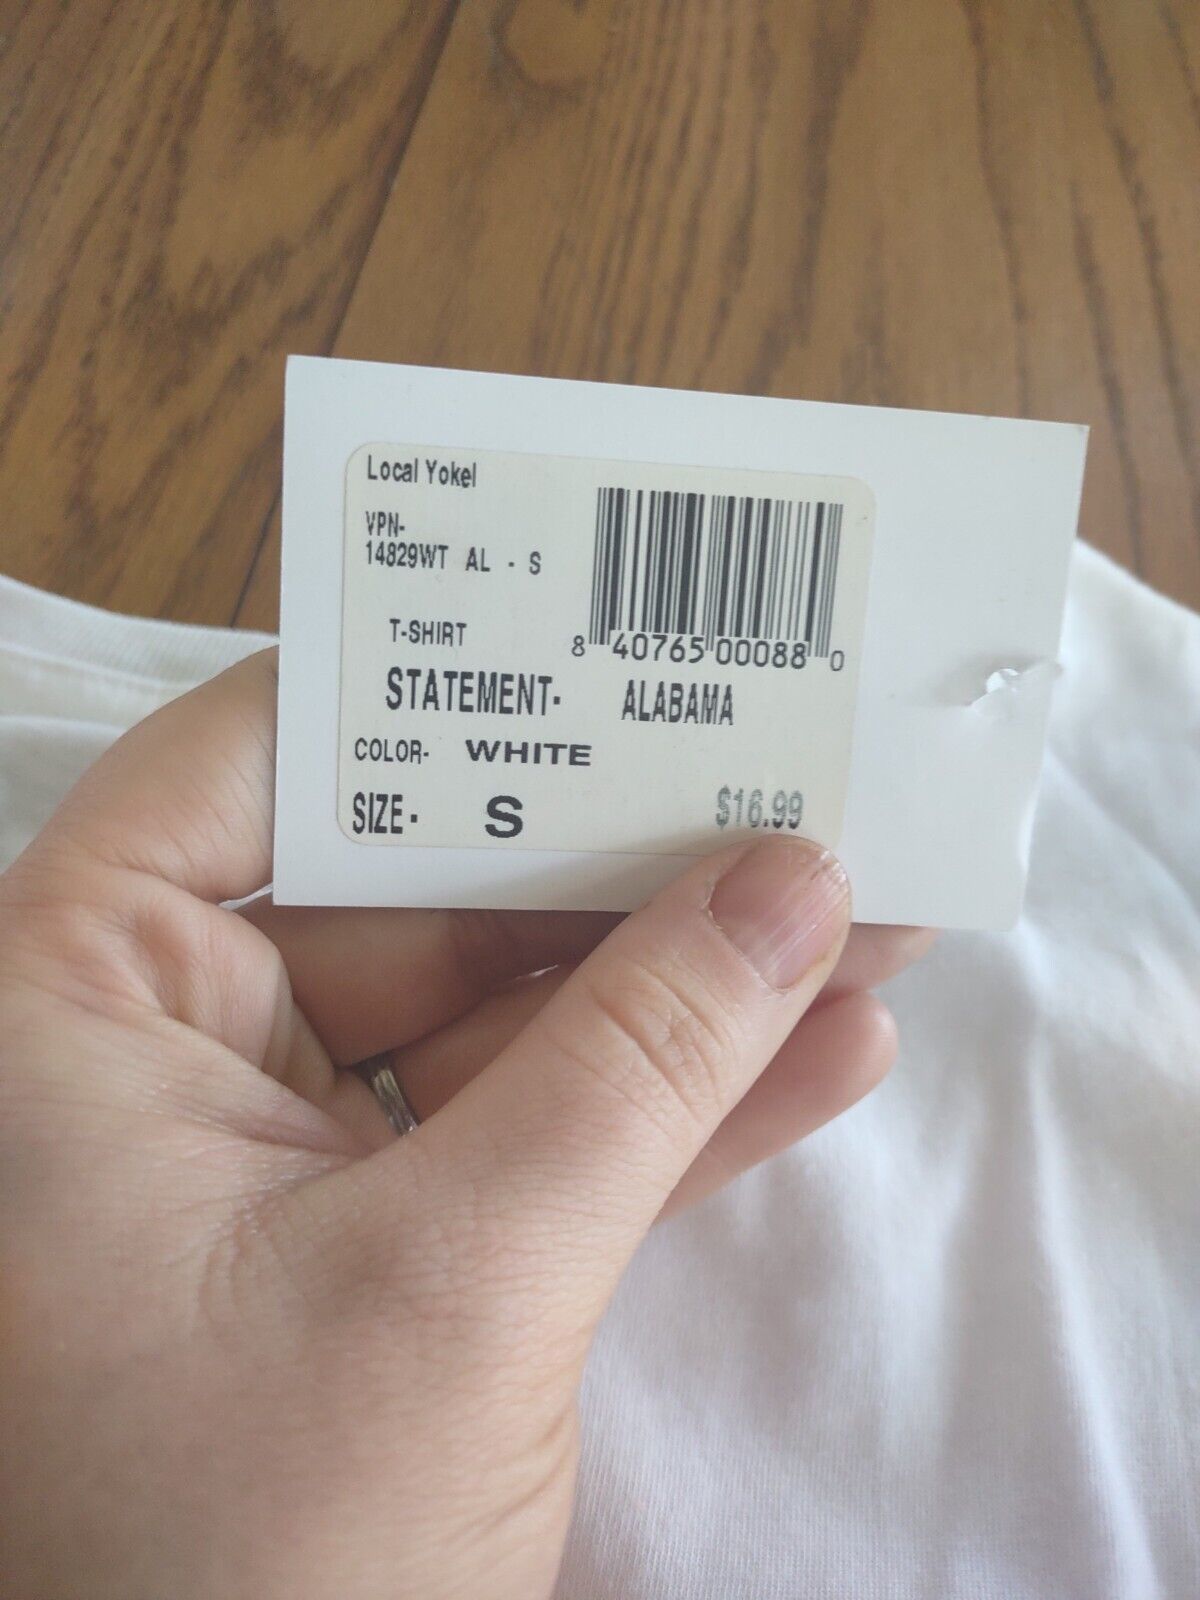 Local Yokel
VPN-
14829WT AL - S
8 40765 00088 0
T-SHIRT
STATEMENT- ALABAMA
COLOR- WHITE
SIZE- S $16.99